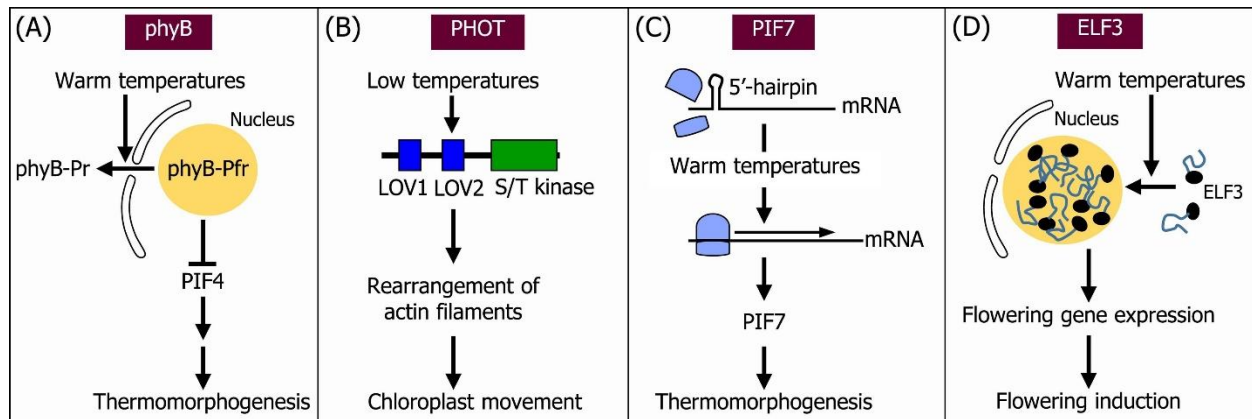 (A) phyB
Warm temperatures
Nucleus
phyB-Pr
phyB-Pfr
PIF4
Thermomorphogenesis
(B) PHOT
Low temperatures
LOV1 LOV2 S/T kinase
Rearrangement of
actin filaments
Chloroplast movement
(C) PIF7
5′-hairpin
mRNA
Warm temperatures
mRNA
PIF7
Thermomorphogenesis
(D) ELF3
Warm temperatures
Nucleus
ELF3
Flowering gene expression
Flowering induction